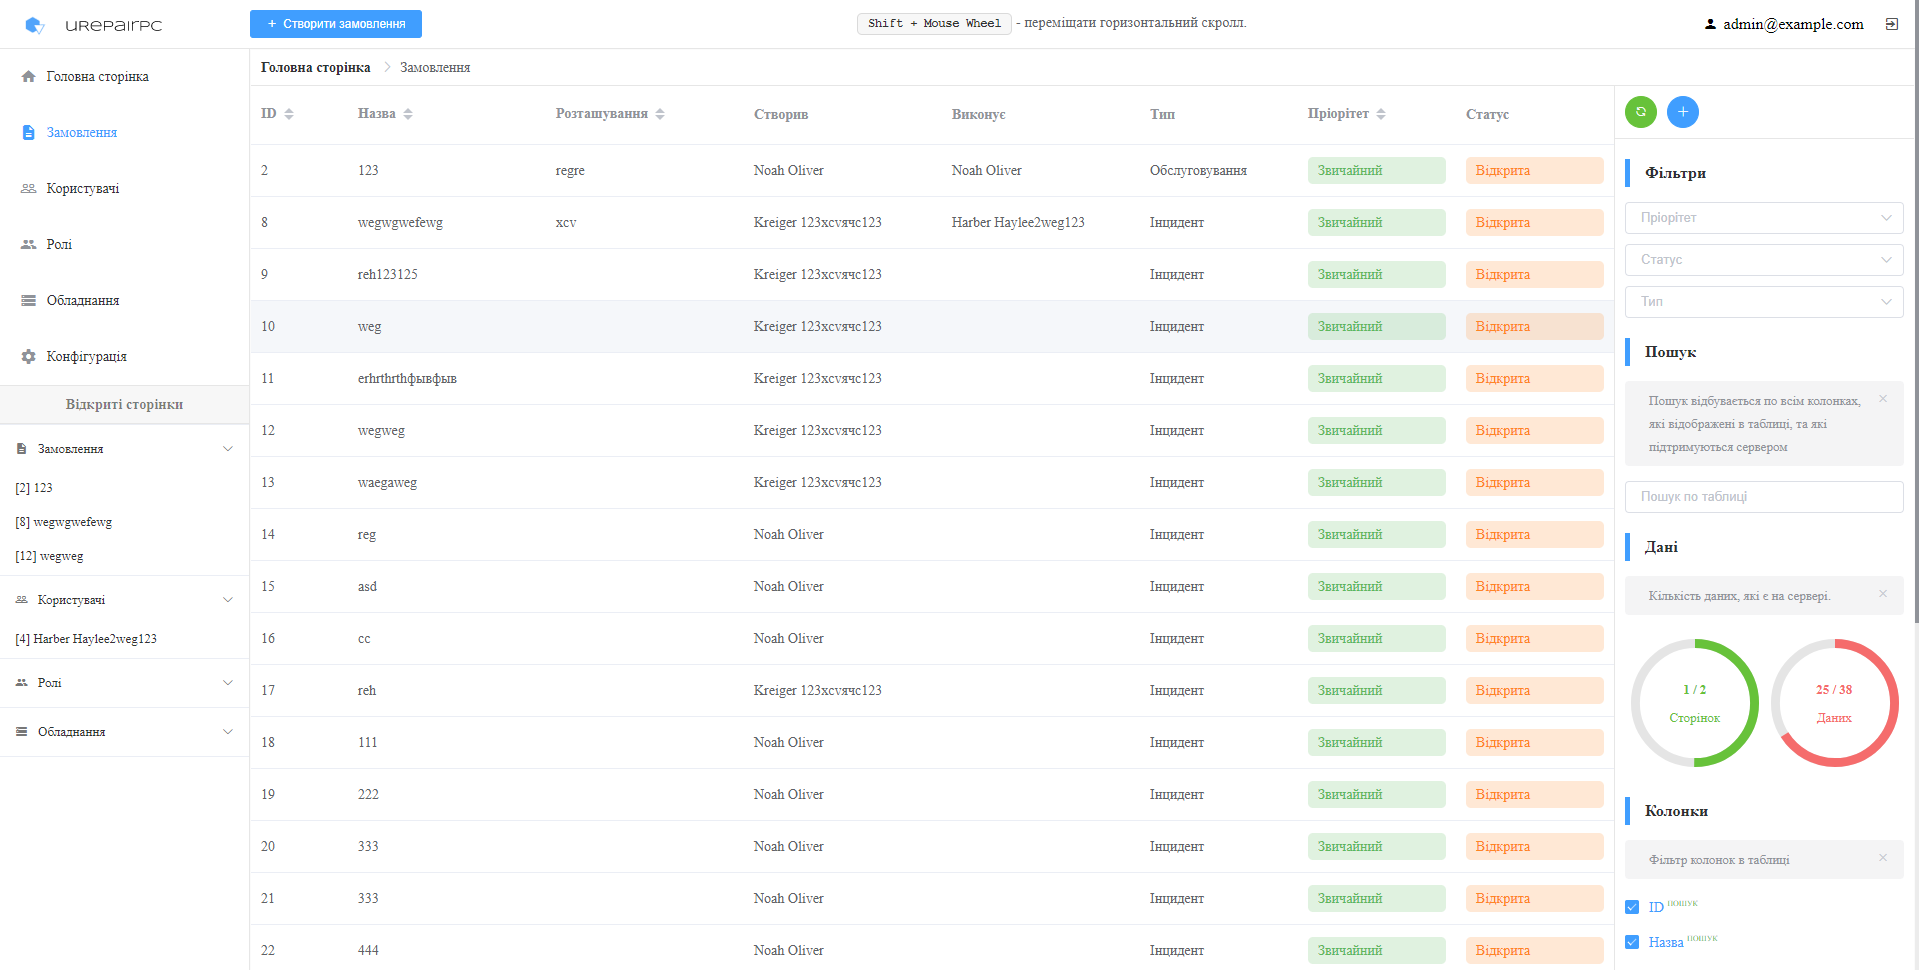 uRepairPC
+ Створити замовлення
Shift + Mouse Wheel - переміщати горизонтальний скролл.
admin@example.com
Головна сторінка
Замовлення
Користувачі
Ролі
Обладнання
Конфігурація
Відкриті сторінки
Замовлення
[2] 123
[8] wegwgwefewg
[12] wegweg
Користувачі
[4] Harber Haylee2weg123
Ролі
Обладнання
Головна сторінка > Замовлення
ID Назва Розташування Створив Виконує Тип Пріорітет Статус
2 123 regre Noah Oliver Noah Oliver Обслуговування Звичайний Відкрита
8 wegwgwefewg xcv Kreiger 123xcvячс123 Harber Haylee2weg123 Інцидент Звичайний Відкрита
9 reh123125 Kreiger 123xcvячс123 Інцидент Звичайний Відкрита
10 weg Kreiger 123xcvячс123 Інцидент Звичайний Відкрита
11 erhrthrthфывфыв Kreiger 123xcvячс123 Інцидент Звичайний Відкрита
12 wegweg Kreiger 123xcvячс123 Інцидент Звичайний Відкрита
13 waegaweg Kreiger 123xcvячс123 Інцидент Звичайний Відкрита
14 reg Noah Oliver Інцидент Звичайний Відкрита
15 asd Noah Oliver Інцидент Звичайний Відкрита
16 cc Noah Oliver Інцидент Звичайний Відкрита
17 reh Kreiger 123xcvячс123 Інцидент Звичайний Відкрита
18 111 Noah Oliver Інцидент Звичайний Відкрита
19 222 Noah Oliver Інцидент Звичайний Відкрита
20 333 Noah Oliver Інцидент Звичайний Відкрита
21 333 Noah Oliver Інцидент Звичайний Відкрита
22 444 Noah Oliver Інцидент Звичайний Відкрита
Фільтри
Пріорітет
Статус
Тип
Пошук
Пошук відбувається по всім колонках,
які відображені в таблиці, та які
підтримуються сервером
Пошук по таблиці
Дані
Кількість даних, які є на сервері.
1 / 2
Сторінок
25 / 38
Даних
Колонки
Фільтр колонок в таблиці
ID пошук
Назва пошук